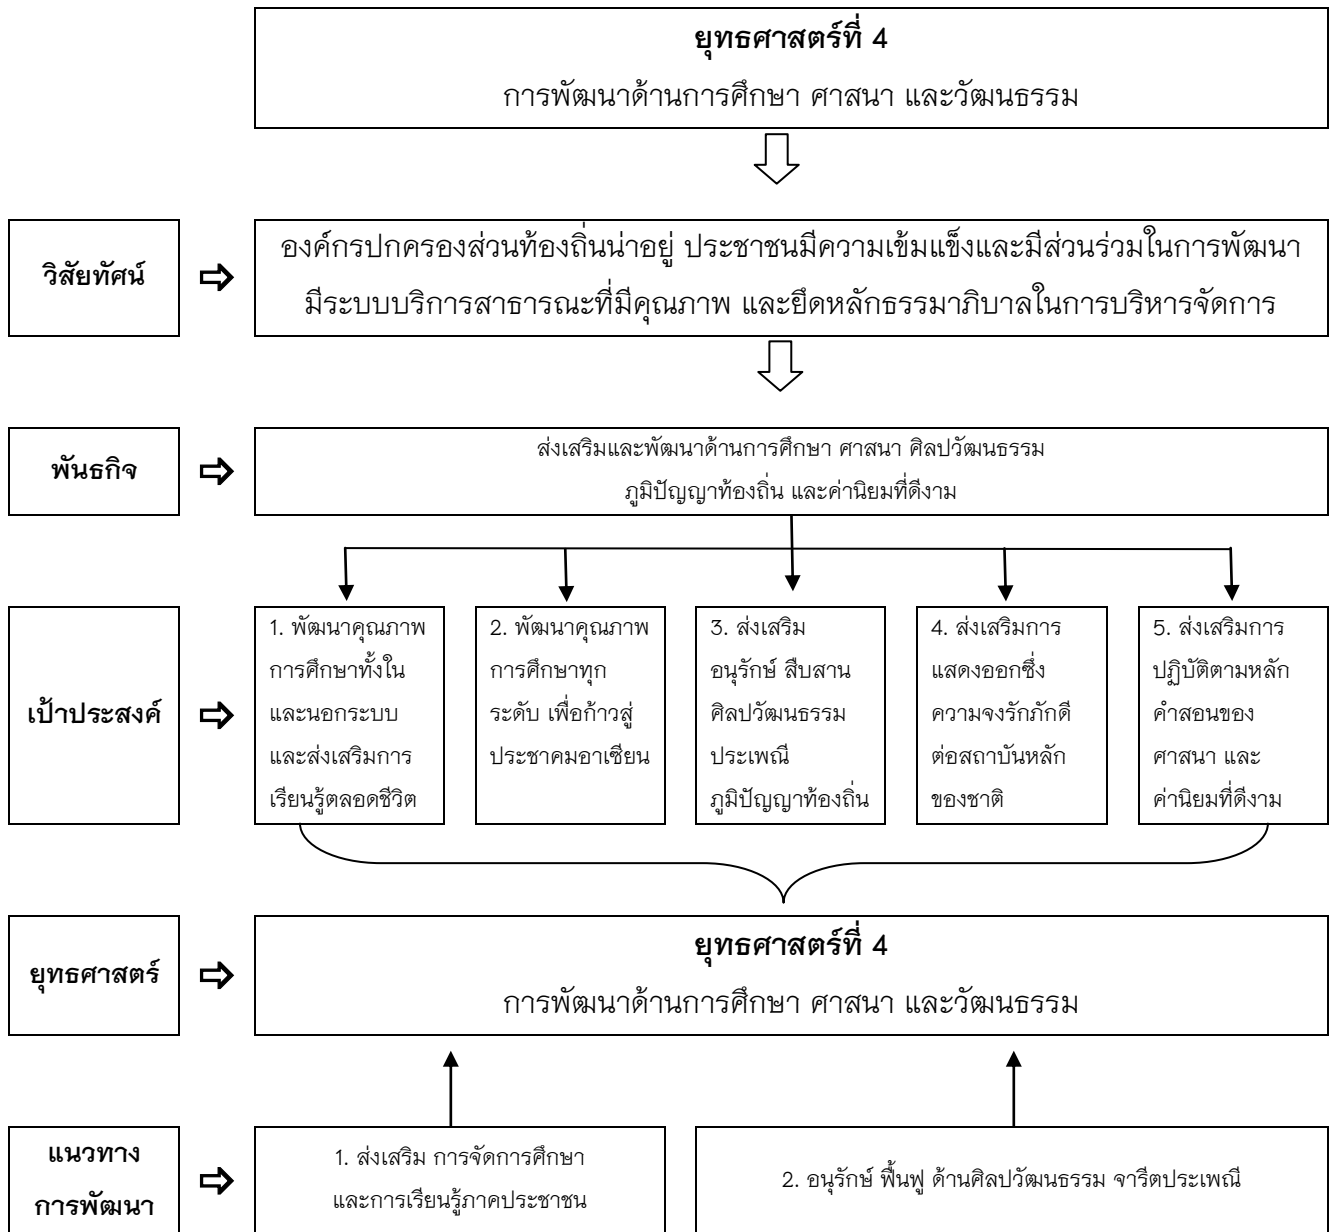 ยุทธศาสตร์ที่ 4
การพัฒนาด้านการศึกษา ศาสนา และวัฒนธรรม
วิสัยทัศน์
องค์กรปกครองส่วนท้องถิ่นน่าอยู่ ประชาชนมีความเข้มแข็งและมีส่วนร่วมในการพัฒนา
มีระบบบริการสาธารณะที่มีคุณภาพ และยึดหลักธรรมาภิบาลในการบริหารจัดการ
พันธกิจ
ส่งเสริมและพัฒนาด้านการศึกษา ศาสนา ศิลปวัฒนธรรม
ภูมิปัญญาท้องถิ่น และค่านิยมที่ดีงาม
เป้าประสงค์
1. พัฒนาคุณภาพ
การศึกษาทั้งใน
และนอกระบบ
และส่งเสริมการ
เรียนรู้ตลอดชีวิต
2. พัฒนาคุณภาพ
การศึกษาทุก
ระดับ เพื่อก้าวสู่
ประชาคมอาเซียน
3. ส่งเสริม
อนุรักษ์ สืบสาน
ศิลปวัฒนธรรม
ประเพณี
ภูมิปัญญาท้องถิ่น
4. ส่งเสริมการ
แสดงออกซึ่ง
ความจงรักภักดี
ต่อสถาบันหลัก
ของชาติ
5. ส่งเสริมการ
ปฏิบัติตามหลัก
คำสอนของ
ศาสนา และ
ค่านิยมที่ดีงาม
ยุทธศาสตร์
ยุทธศาสตร์ที่ 4
การพัฒนาด้านการศึกษา ศาสนา และวัฒนธรรม
แนวทาง
การพัฒนา
1. ส่งเสริม การจัดการศึกษา
และการเรียนรู้ภาคประชาชน
2. อนุรักษ์ ฟื้นฟู ด้านศิลปวัฒนธรรม จารีตประเพณี